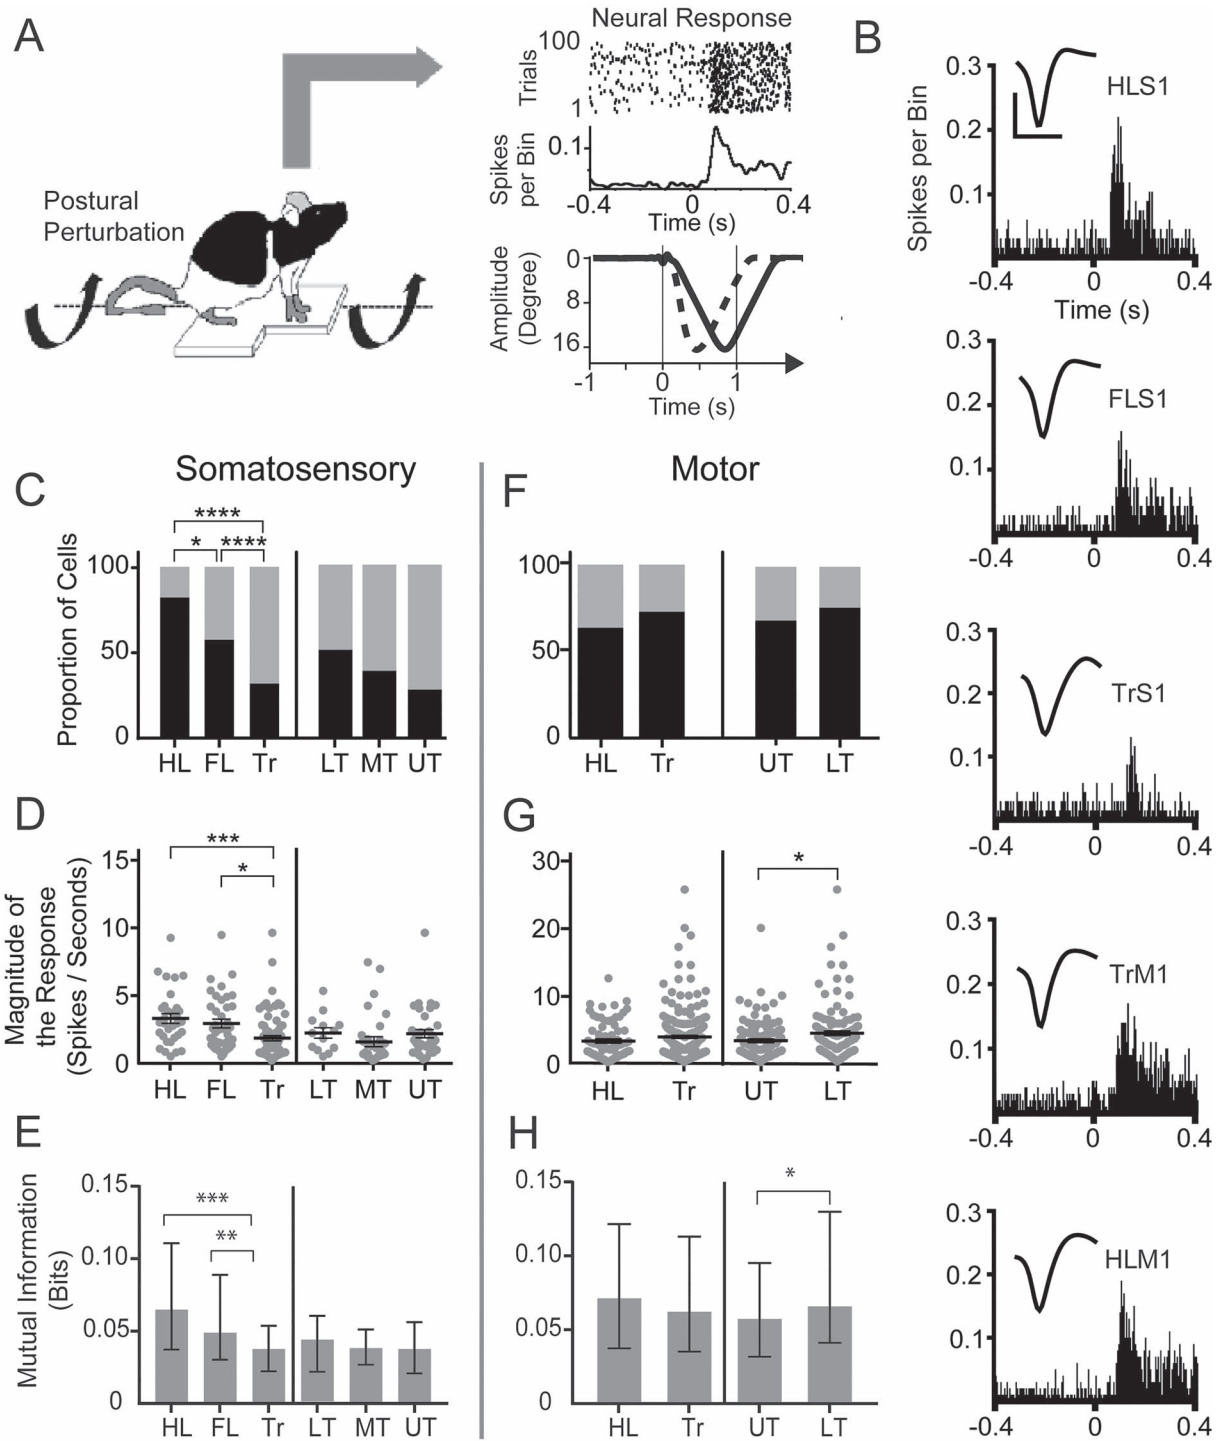 A
Postural
Perturbation
Neural Response
100
Trials
1
Spikes
per Bin
0.1
-0.4 0 0.4
Time (s)
Amplitude
(Degree)
0
8
16
-1 0 1
Time (s)
B
Spikes per Bin
0.3
0.2
0.1
HLS1
-0.4 0 0.4
Time (s)
0.3
0.2
0.1
FLS1
-0.4 0 0.4
0.3
0.2
0.1
TrS1
-0.4 0 0.4
0.3
0.2
0.1
TrM1
-0.4 0 0.4
0.3
0.2
0.1
HLM1
-0.4 0 0.4
Somatosensory
C
Proportion of Cells
100
50
0
****
* ****
HL FL Tr LT MT UT
D
Magnitude of
the Response
(Spikes / Seconds)
15
10
5
0
***
*
HL FL Tr LT MT UT
E
Mutual Information
(Bits)
0.15
0.10
0.05
0
***
**
HL FL Tr LT MT UT
Motor
F
100
50
0
HL Tr UT LT
G
30
20
10
0
*
HL Tr UT LT
H
0.15
0.10
0.05
0
*
HL Tr UT LT